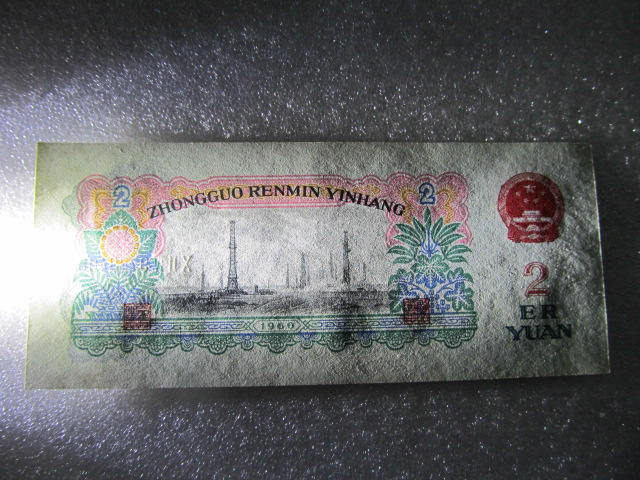 2
2
ZHONGGUO RENMIN YINHANG
1960
2
ER
YUAN